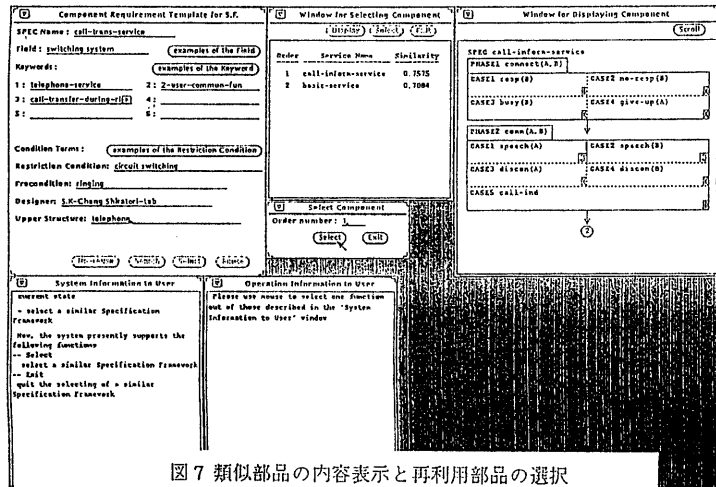 Component Requirement Template for S.F.
SPEC Name : call-trans-service
Field : switching system
examples of the Field
Keywords :
examples of the Keyword
1 : telephone-service
2 : 2-user-commun-fun
3 : call-transfer-during-ri
4 :
5 :
6 :
Condition Terms :
examples of the Restriction Condition
Restriction Condition: circuit switching
Precondition: ringing
Designer: S.K-Chang Shkatori-lab
Upper Structure: telephone
Search
Select
Window for Selecting Component
Display
Select
Order Service Name Similarity
1 call-inform-service 0.7575
2 basic-service 0.7084
Select Component
Order number : 1
Select
Exit
Window for Displaying Component
Scroll
SPEC call-inform-service
PHASE1 connect(A,B)
CASE1 resp(B)
CASE2 no-resp(B)
CASE3 busy(B)
CASE4 give-up(A)
PHASE2 conn(A,B)
CASE1 speech(A)
CASE2 speech(B)
CASE3 discon(A)
CASE4 discon(B)
CASE5 call-ind
2
System Information to User
current state
- select a similar Specification
Framework
Now, the system presently supports the
following functions
-- Select
select a similar Specification Framework
-- Exit
quit the selecting of a similar
Specification Framework
Operation Information to User
Please use mouse to select one function
out of those described in the 'System
Information to User' window
図7 類似部品の内容表示と再利用部品の選択